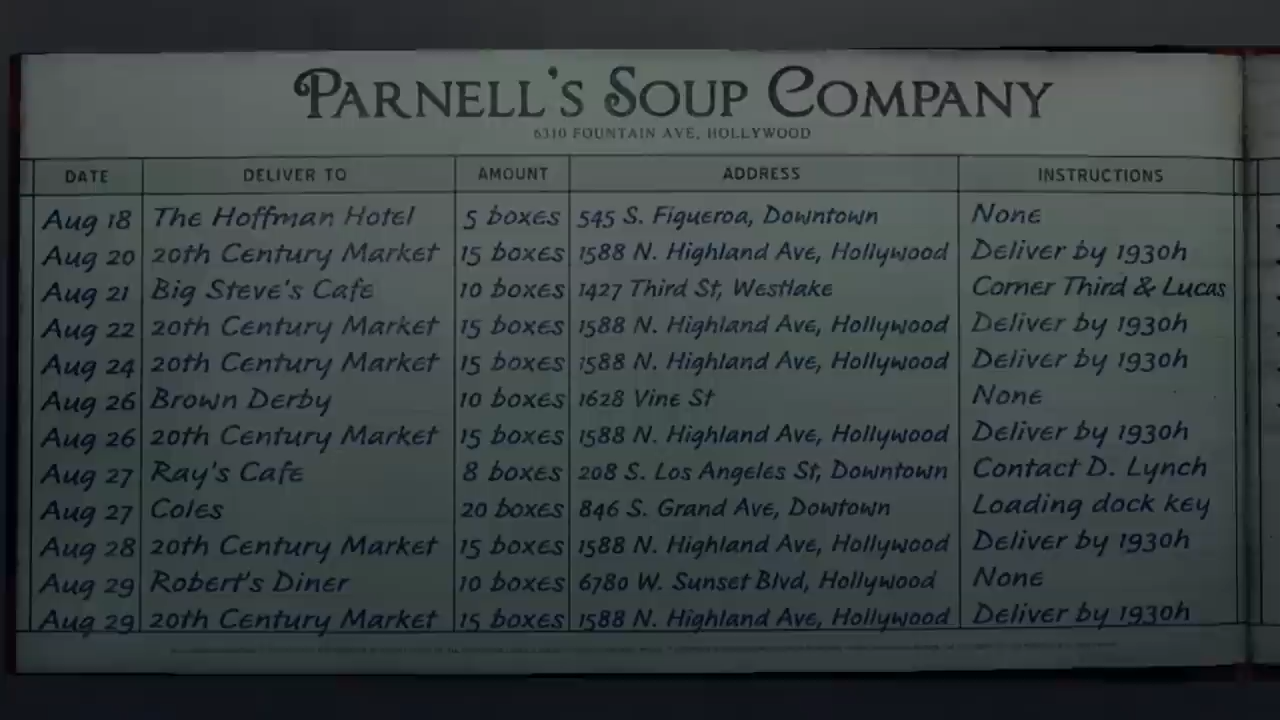 PARNELL'S SOUP COMPANY
6310 FOUNTAIN AVE, HOLLYWOOD
DATE DELIVER TO AMOUNT ADDRESS INSTRUCTIONS
Aug 18 The Hoffman Hotel 5 boxes 545 S. Figueroa, Downtown None
Aug 20 20th Century Market 15 boxes 1588 N. Highland Ave, Hollywood Deliver by 1930h
Aug 21 Big Steve's Cafe 10 boxes 1427 Third St, Westlake Corner Third & Lucas
Aug 22 20th Century Market 15 boxes 1588 N. Highland Ave, Hollywood Deliver by 1930h
Aug 24 20th Century Market 15 boxes 1588 N. Highland Ave, Hollywood Deliver by 1930h
Aug 26 Brown Derby 10 boxes 1628 Vine St None
Aug 26 20th Century Market 15 boxes 1588 N. Highland Ave, Hollywood Deliver by 1930h
Aug 27 Ray's Cafe 8 boxes 208 S. Los Angeles St, Downtown Contact D. Lynch
Aug 27 Coles 20 boxes 846 S. Grand Ave, Dowtown Loading dock key
Aug 28 20th Century Market 15 boxes 1588 N. Highland Ave, Hollywood Deliver by 1930h
Aug 29 Robert's Diner 10 boxes 6780 W. Sunset Blvd, Hollywood None
Aug 29 20th Century Market 15 boxes 1588 N. Highland Ave, Hollywood Deliver by 1930h